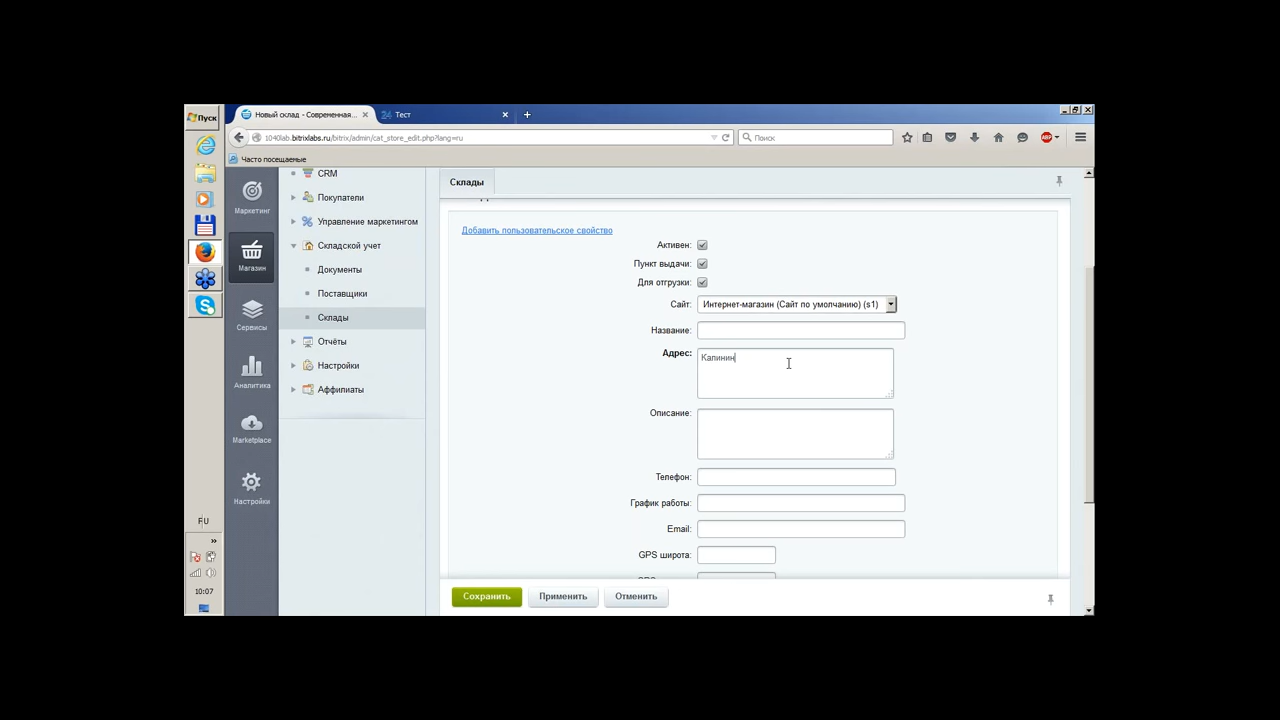 Пуск
Новый склад - Современная...
24 Тест
1040lab.bitrixlabs.ru/bitrix/admin/cat_store_edit.php?lang=ru
Поиск
ABP
Часто посещаемые
Маркетинг
Магазин
Сервисы
Аналитика
Marketplace
Настройки
CRM
Покупатели
Управление маркетингом
Складской учет
Документы
Поставщики
Склады
Отчёты
Настройки
Аффилиаты
Склады
Добавить пользовательское свойство
Активен:
Пункт выдачи:
Для отгрузки:
Сайт: Интернет-магазин (Сайт по умолчанию) (s1)
Название:
Адрес: Калинин
Описание:
Телефон:
График работы:
Email:
GPS широта:
Сохранить Применить Отменить
RU
»
10:07